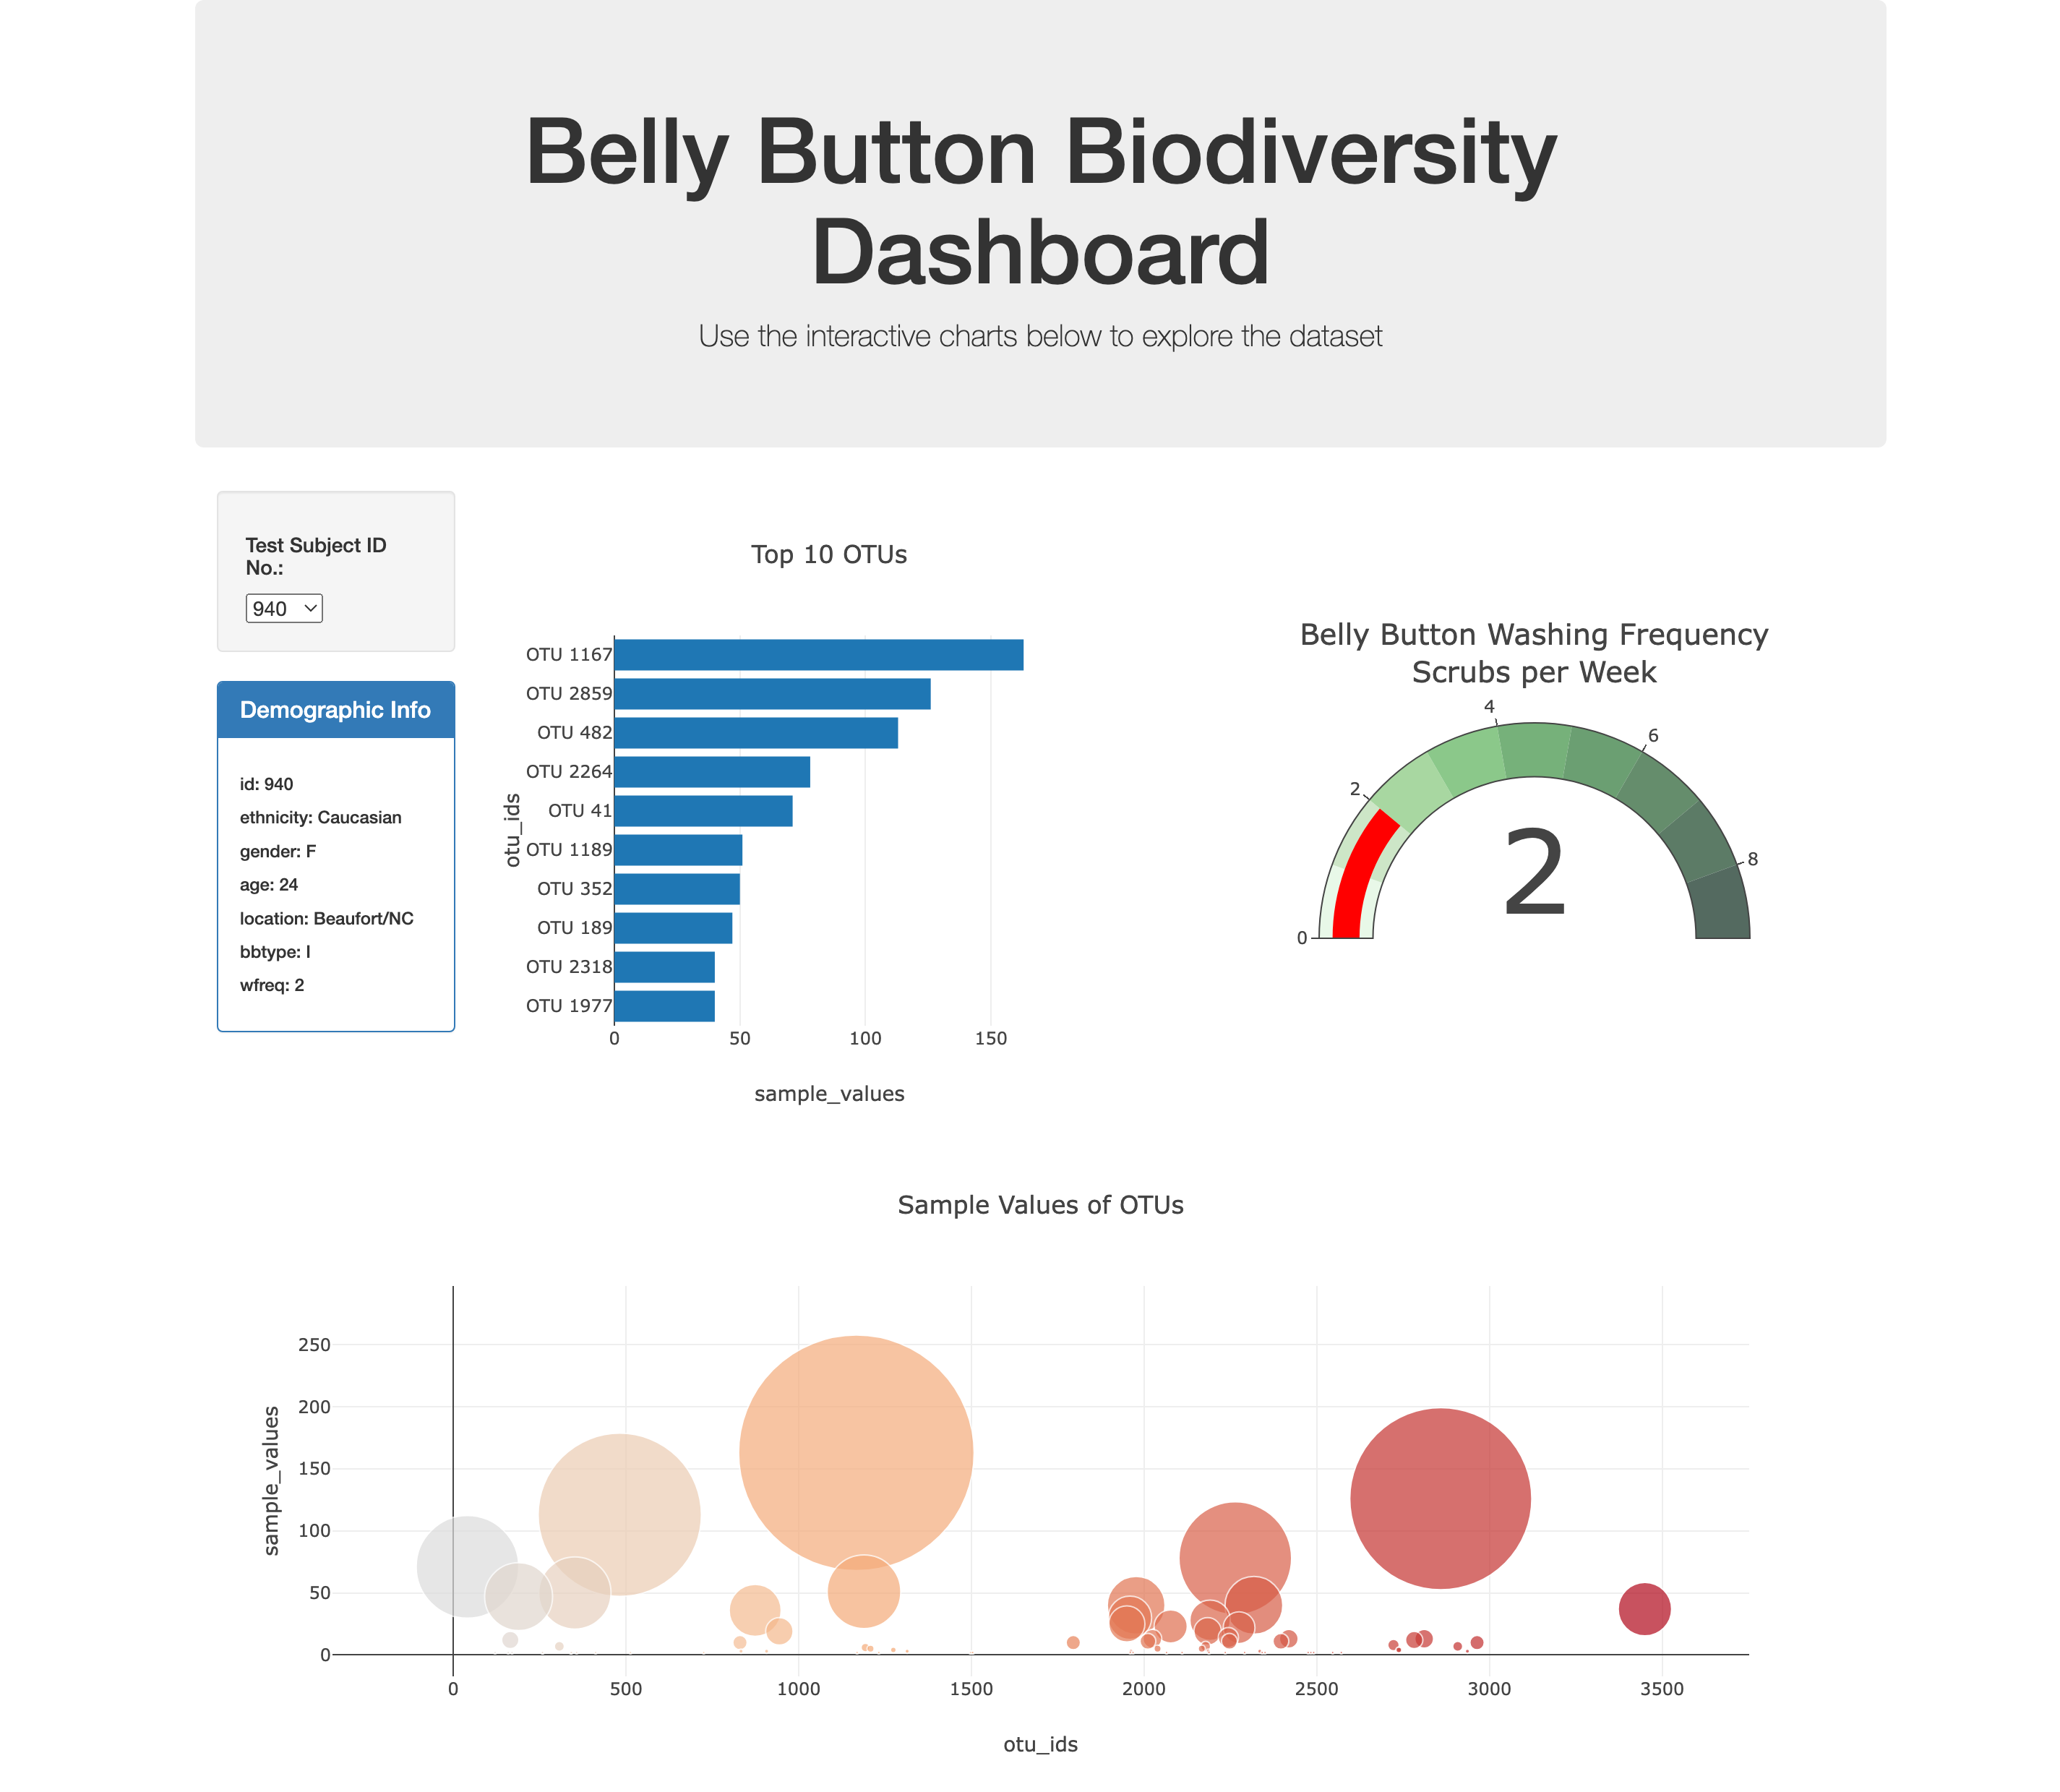 Belly Button Biodiversity
Dashboard
Use the interactive charts below to explore the dataset
Test Subject ID
No.:
940
Demographic Info
id: 940
ethnicity: Caucasian
gender: F
age: 24
location: Beaufort/NC
bbtype: I
wfreq: 2
Top 10 OTUs
otu_ids
OTU 1167
OTU 2859
OTU 482
OTU 2264
OTU 41
OTU 1189
OTU 352
OTU 189
OTU 2318
OTU 1977
0 50 100 150
sample_values
Belly Button Washing Frequency
Scrubs per Week
0 2 4 6 8
2
Sample Values of OTUs
sample_values
250
200
150
100
50
0
0 500 1000 1500 2000 2500 3000 3500
otu_ids